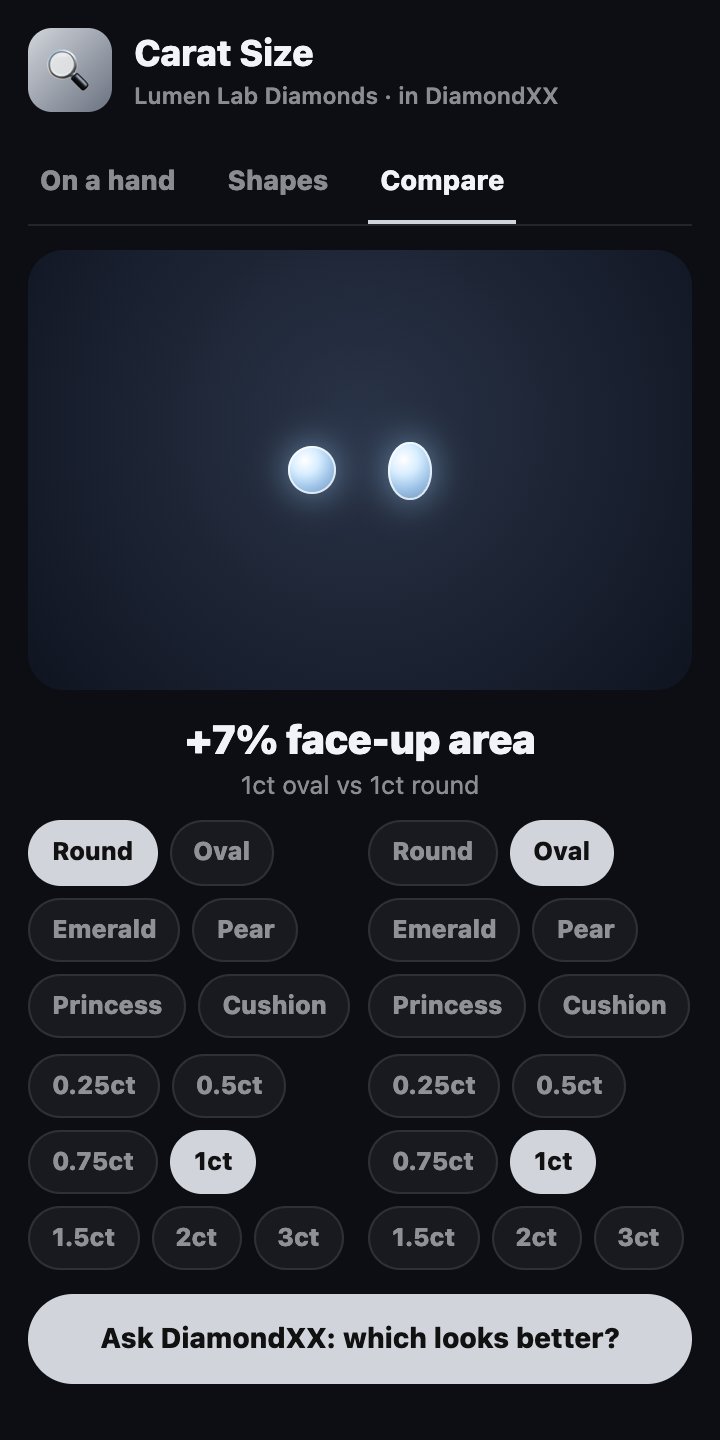 Carat Size
Lumen Lab Diamonds · in DiamondXX
On a hand Shapes Compare
+7% face-up area
1ct oval vs 1ct round
Round Oval Round Oval
Emerald Pear Emerald Pear
Princess Cushion Princess Cushion
0.25ct 0.5ct 0.25ct 0.5ct
0.75ct 1ct 0.75ct 1ct
1.5ct 2ct 3ct 1.5ct 2ct 3ct
Ask DiamondXX: which looks better?